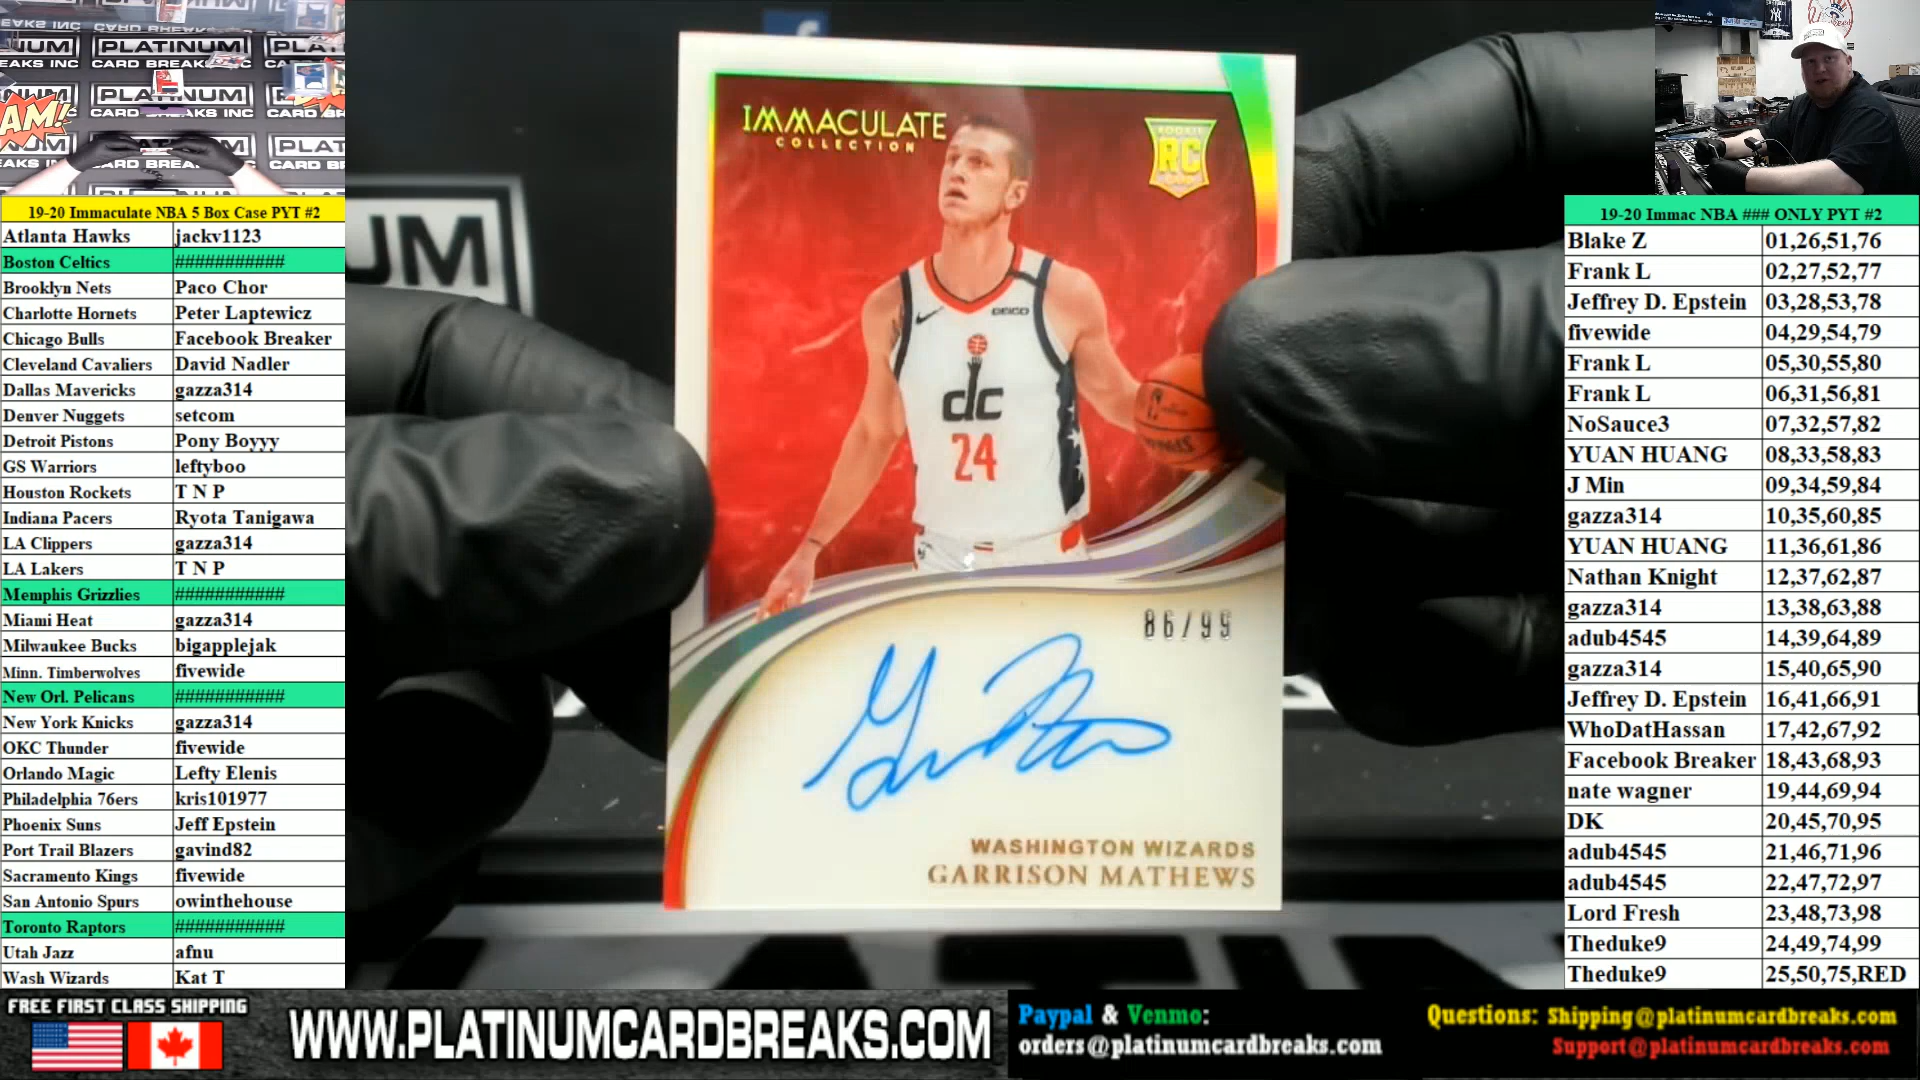 PLATINUM
CARD BREAKS INC
PLATINUM
CARD BREAKS INC
AM!
19-20 Immaculate NBA 5 Box Case PYT #2
Atlanta Hawks jackv1123
Boston Celtics ###########
Brooklyn Nets Paco Chor
Charlotte Hornets Peter Laptewicz
Chicago Bulls Facebook Breaker
Cleveland Cavaliers David Nadler
Dallas Mavericks gazza314
Denver Nuggets setcom
Detroit Pistons Pony Boyyy
GS Warriors leftyboo
Houston Rockets T N P
Indiana Pacers Ryota Tanigawa
LA Clippers gazza314
LA Lakers T N P
Memphis Grizzlies ###########
Miami Heat gazza314
Milwaukee Bucks bigapplejak
Minn. Timberwolves fivewide
New Orl. Pelicans ###########
New York Knicks gazza314
OKC Thunder fivewide
Orlando Magic Lefty Elenis
Philadelphia 76ers kris101977
Phoenix Suns Jeff Epstein
Port Trail Blazers gavind82
Sacramento Kings fivewide
San Antonio Spurs owinthehouse
Toronto Raptors ###########
Utah Jazz afnu
Wash Wizards Kat T
UM
IMMACULATE
COLLECTION
ROOKIE
RC
GEICO
dc
24
86/99
WASHINGTON WIZARDS
GARRISON MATHEWS
19-20 Immac NBA ### ONLY PYT #2
Blake Z 01,26,51,76
Frank L 02,27,52,77
Jeffrey D. Epstein 03,28,53,78
fivewide 04,29,54,79
Frank L 05,30,55,80
Frank L 06,31,56,81
NoSauce3 07,32,57,82
YUAN HUANG 08,33,58,83
J Min 09,34,59,84
gazza314 10,35,60,85
YUAN HUANG 11,36,61,86
Nathan Knight 12,37,62,87
gazza314 13,38,63,88
adub4545 14,39,64,89
gazza314 15,40,65,90
Jeffrey D. Epstein 16,41,66,91
WhoDatHassan 17,42,67,92
Facebook Breaker 18,43,68,93
nate wagner 19,44,69,94
DK 20,45,70,95
adub4545 21,46,71,96
adub4545 22,47,72,97
Lord Fresh 23,48,73,98
Theduke9 24,49,74,99
Theduke9 25,50,75,RED
FREE FIRST CLASS SHIPPING
WWW.PLATINUMCARDBREAKS.COM
Paypal & Venmo:
orders@platinumcardbreaks.com
Questions: Shipping@platinumcardbreaks.com
Support@platinumcardbreaks.com